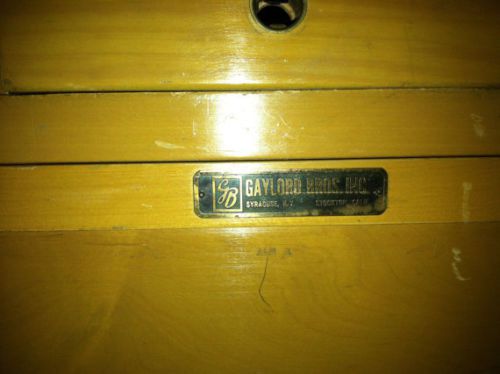 GB
GAYLORD BROS. INC.
SYRACUSE, N.Y. STOCKTON, CALIF.